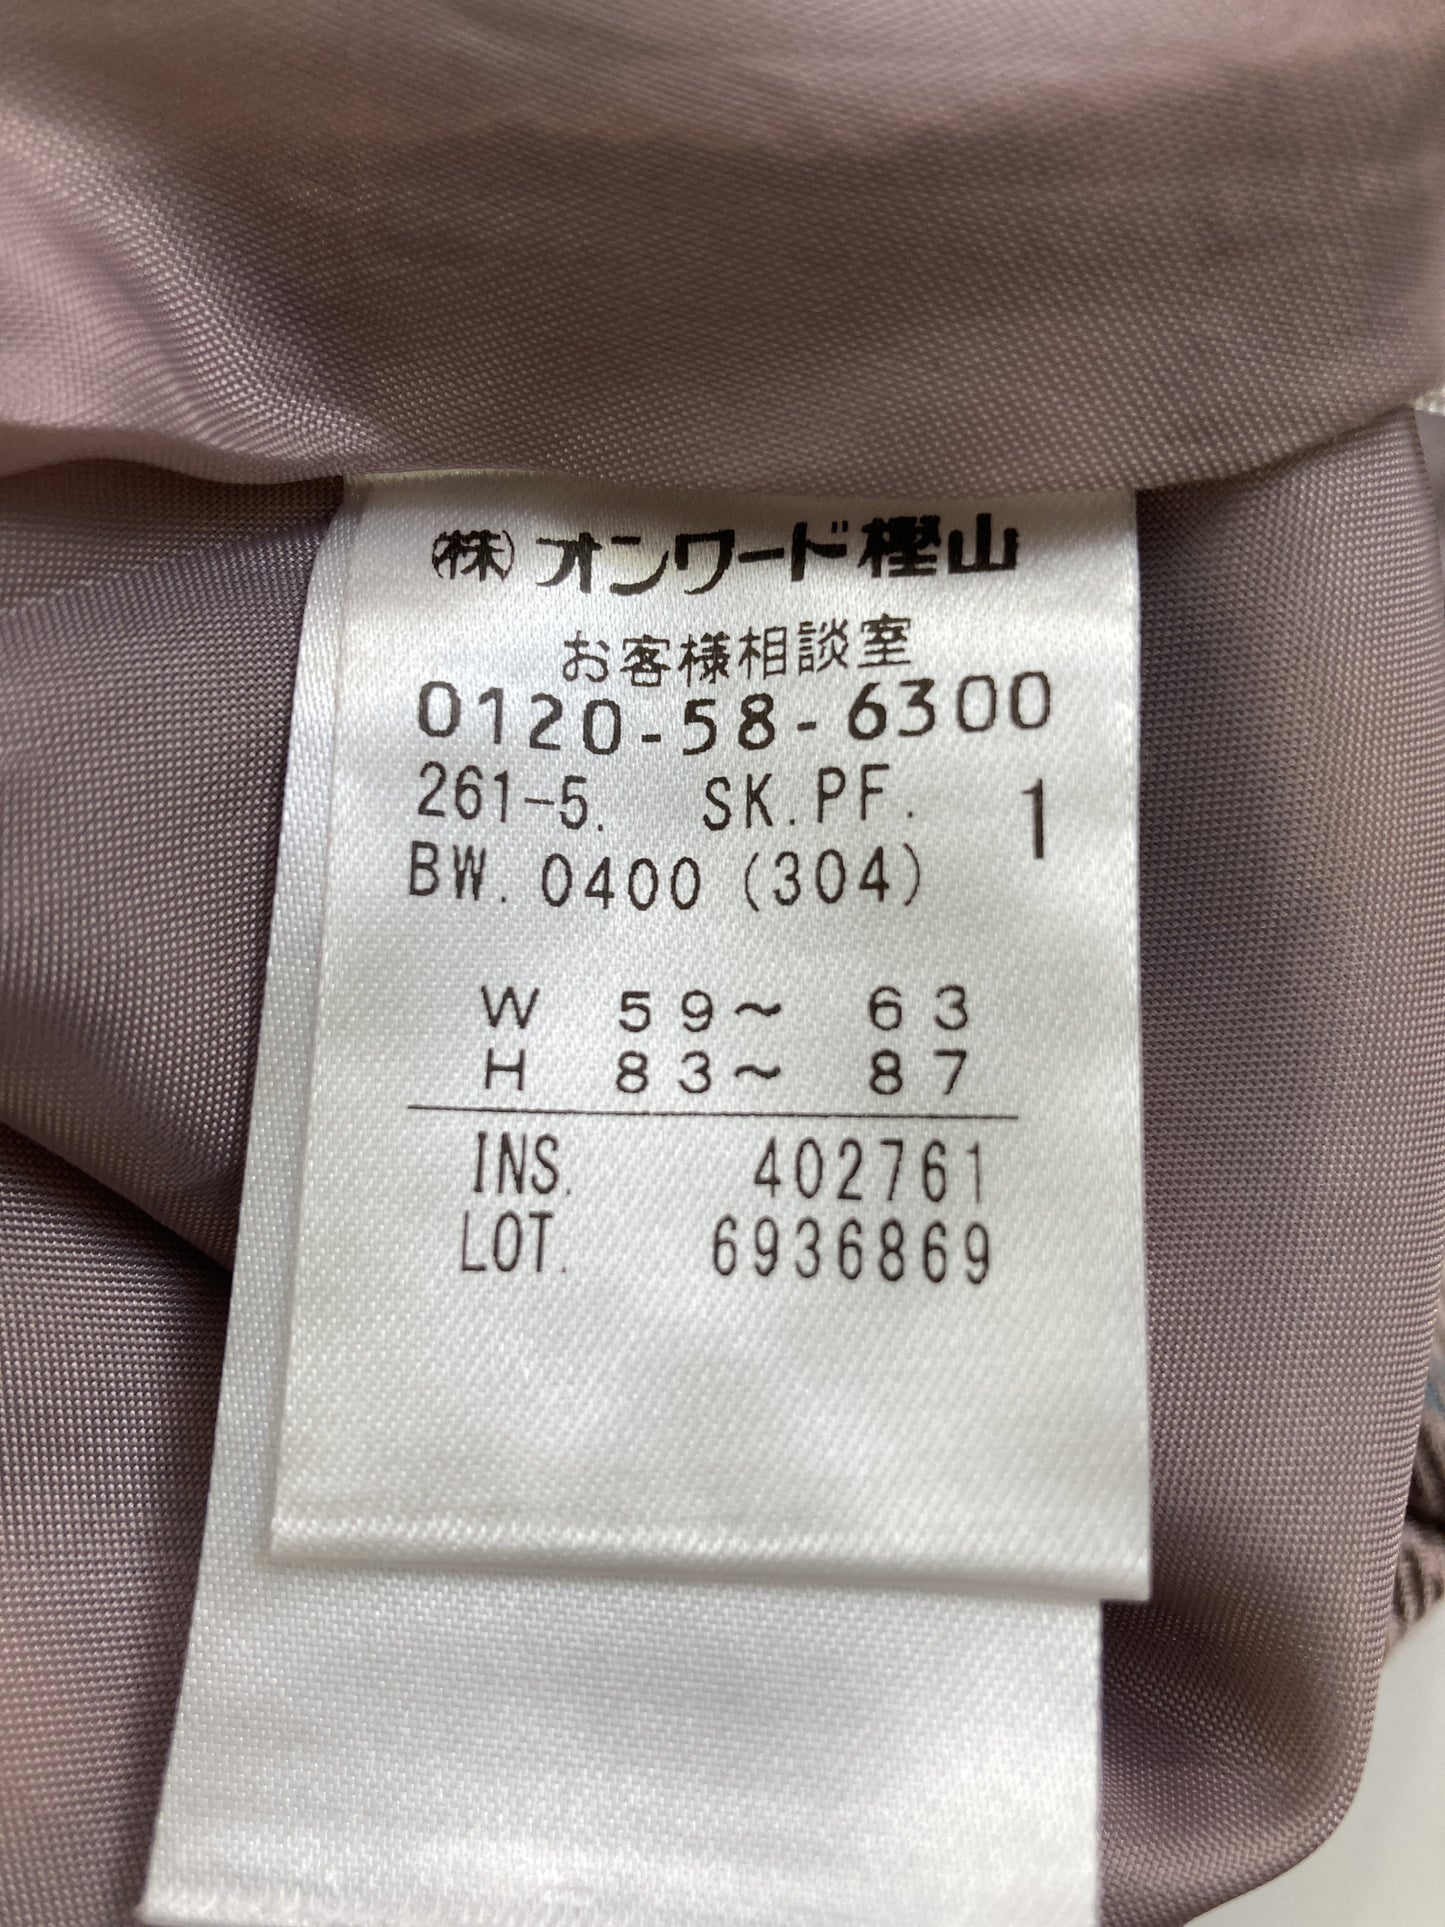 (株)オンワード樫山
お客様相談室
0120-58-6300
261-5. SK.PF. 1
BW. 0400 (304)
W 59~ 63
H 83~ 87
INS. 402761
LOT. 6936869